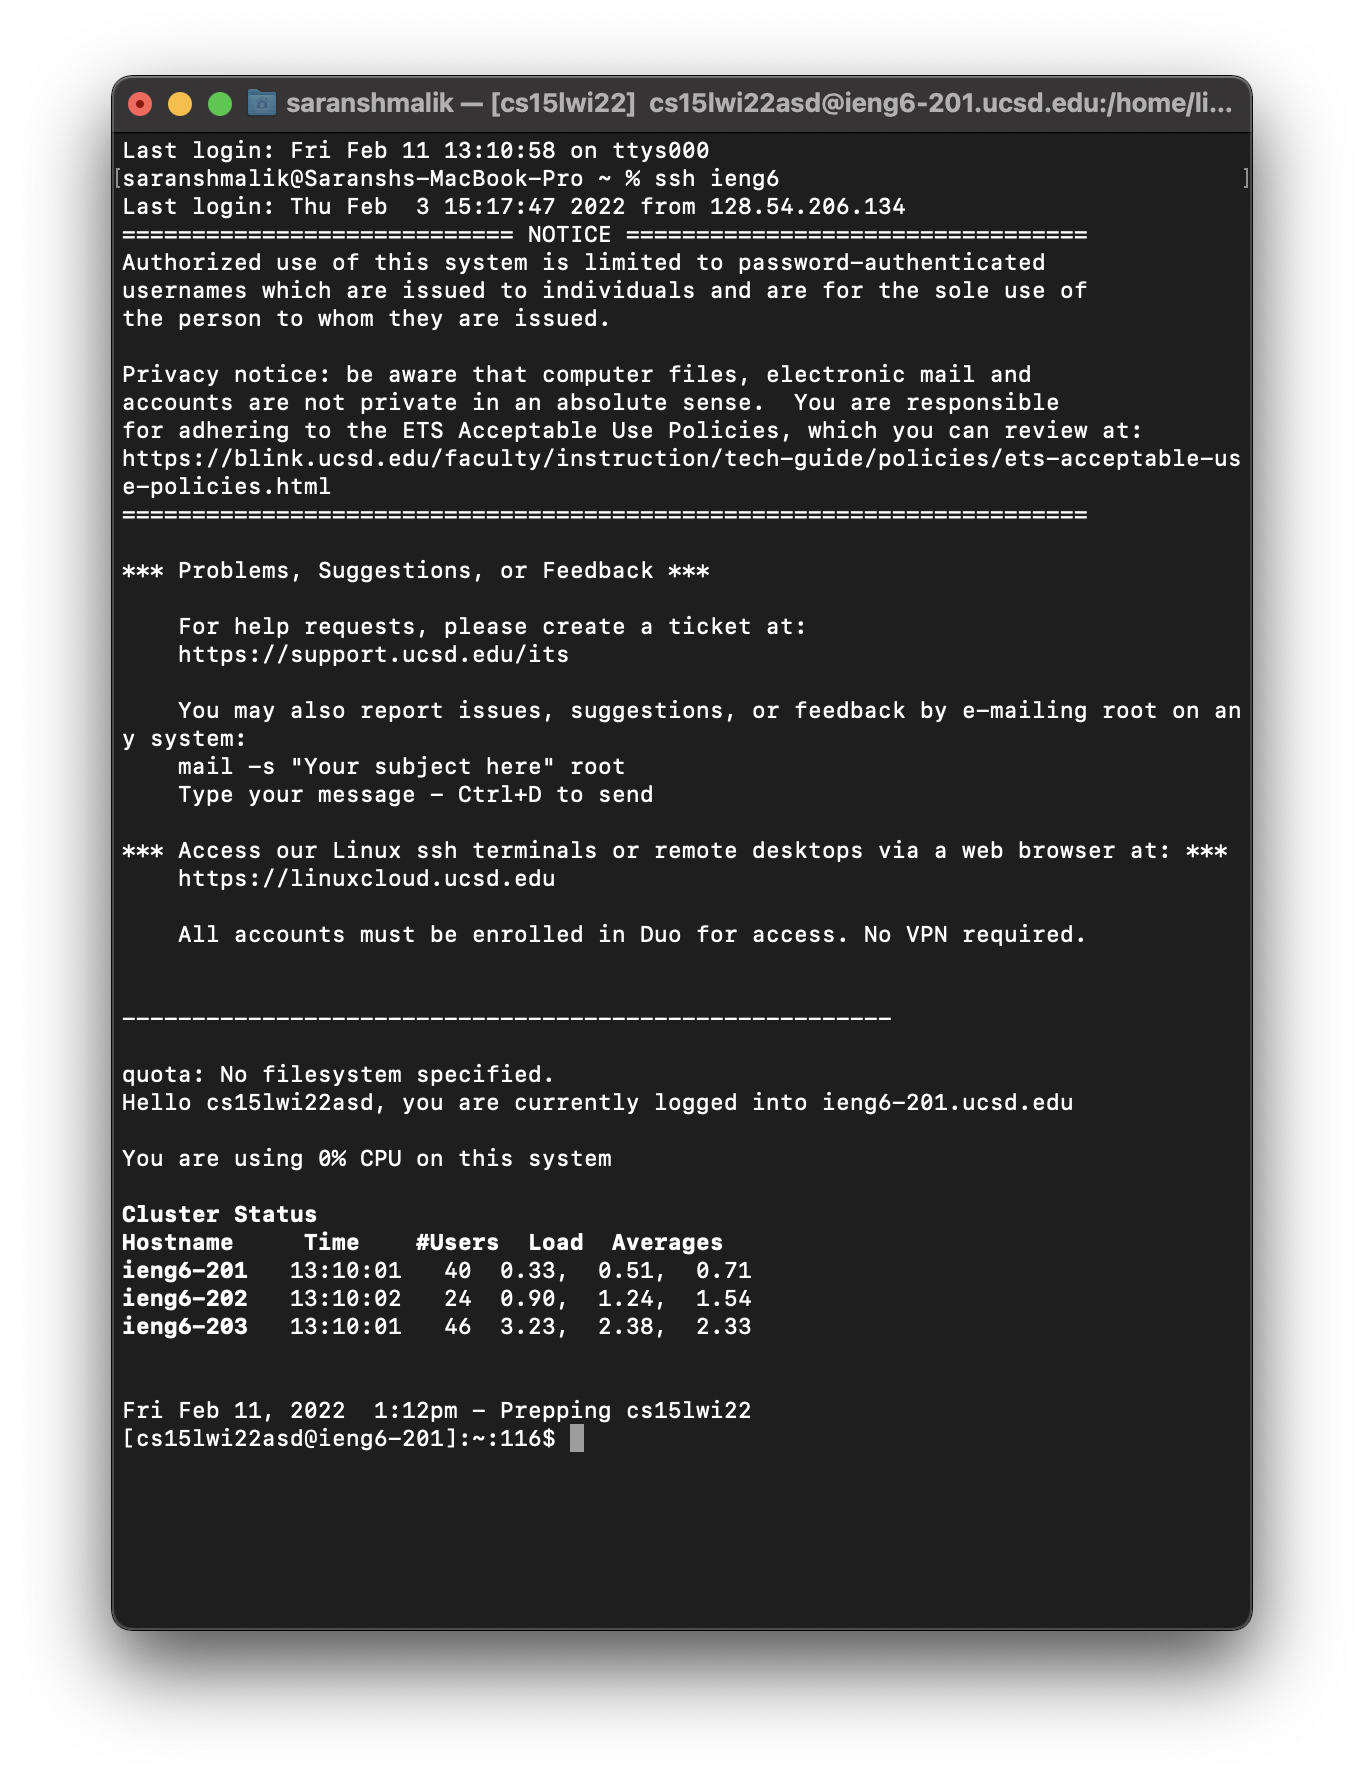 saranshmalik — [cs15lwi22]  cs15lwi22asd@ieng6-201.ucsd.edu:/home/li...
Last login: Fri Feb 11 13:10:58 on ttys000
[saranshmalik@Saranshs-MacBook-Pro ~ % ssh ieng6 ]
Last login: Thu Feb  3 15:17:47 2022 from 128.54.206.134
============================ NOTICE =================================
Authorized use of this system is limited to password-authenticated
usernames which are issued to individuals and are for the sole use of
the person to whom they are issued.
Privacy notice: be aware that computer files, electronic mail and
accounts are not private in an absolute sense.  You are responsible
for adhering to the ETS Acceptable Use Policies, which you can review at:
https://blink.ucsd.edu/faculty/instruction/tech-guide/policies/ets-acceptable-us
e-policies.html
=====================================================================
*** Problems, Suggestions, or Feedback ***
    For help requests, please create a ticket at:
    https://support.ucsd.edu/its
    You may also report issues, suggestions, or feedback by e-mailing root on an
y system:
    mail -s "Your subject here" root
    Type your message - Ctrl+D to send
*** Access our Linux ssh terminals or remote desktops via a web browser at: ***
    https://linuxcloud.ucsd.edu
    All accounts must be enrolled in Duo for access. No VPN required.
-------------------------------------------------------
quota: No filesystem specified.
Hello cs15lwi22asd, you are currently logged into ieng6-201.ucsd.edu
You are using 0% CPU on this system
Cluster Status
Hostname     Time    #Users  Load  Averages
ieng6-201   13:10:01   40  0.33,  0.51,  0.71
ieng6-202   13:10:02   24  0.90,  1.24,  1.54
ieng6-203   13:10:01   46  3.23,  2.38,  2.33
Fri Feb 11, 2022  1:12pm - Prepping cs15lwi22
[cs15lwi22asd@ieng6-201]:~:116$